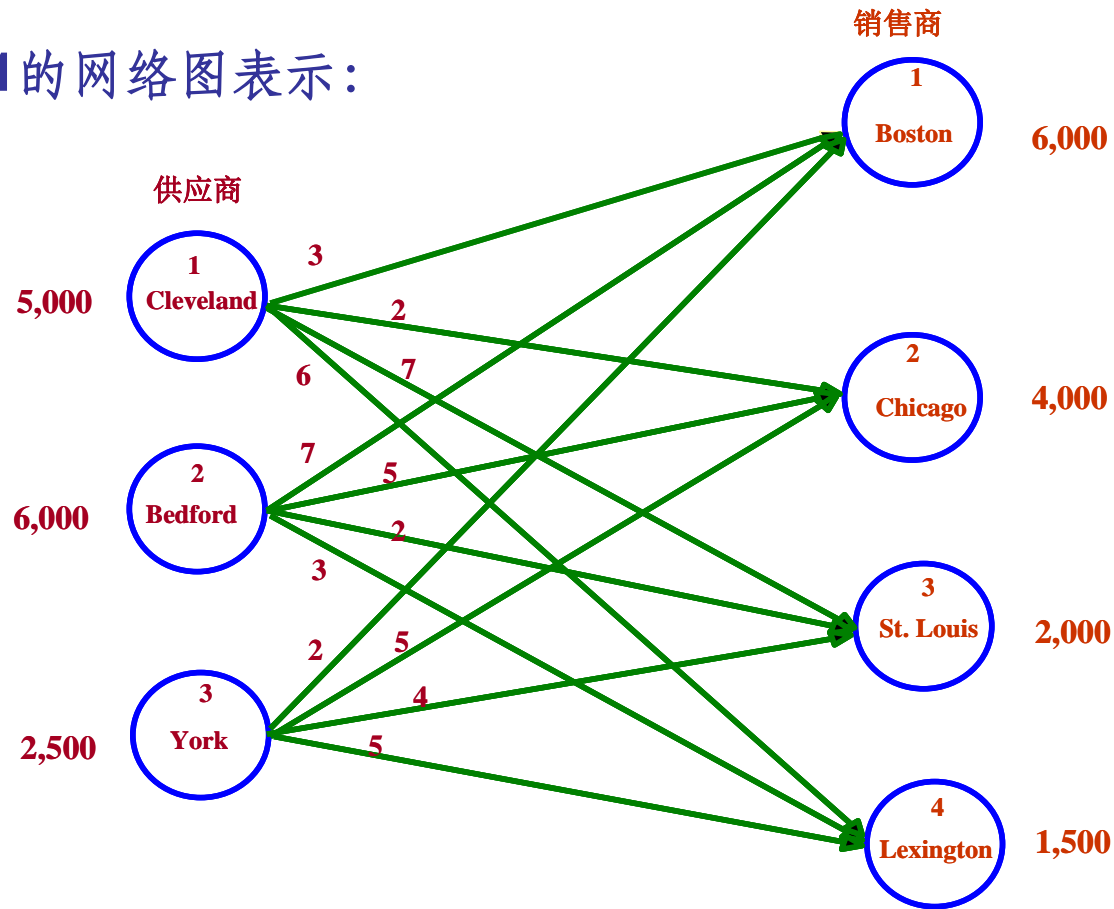 的网络图表示：
销售商
1
Boston
6,000
供应商
1
Cleveland
5,000
3
2
7
6
2
Chicago
4,000
2
Bedford
6,000
7
5
2
3
3
St. Louis
2,000
3
York
2,500
2
5
4
5
4
Lexington
1,500